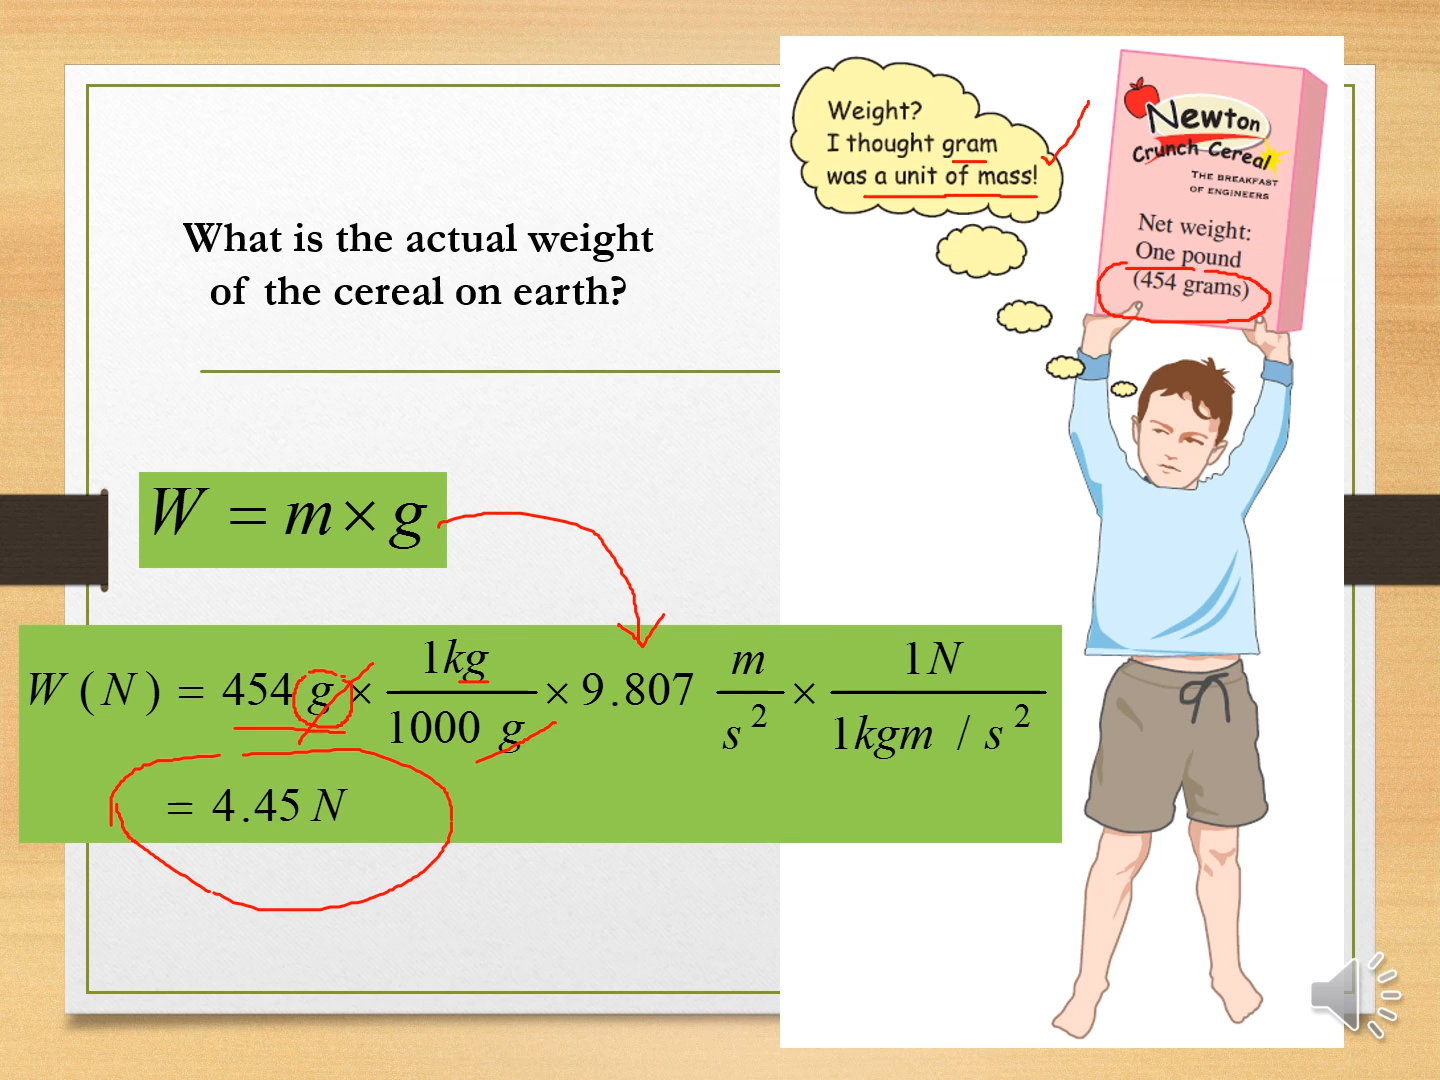 What is the actual weight
of the cereal on earth?
Weight?
I thought gram
was a unit of mass!
Newton
Crunch Cereal
THE BREAKFAST
OF ENGINEERS
Net weight:
One pound
(454 grams)
W = m × g
W (N) = 454 g × 1kg / 1000 g × 9.807 m / s² × 1N / 1kgm / s²
= 4.45 N